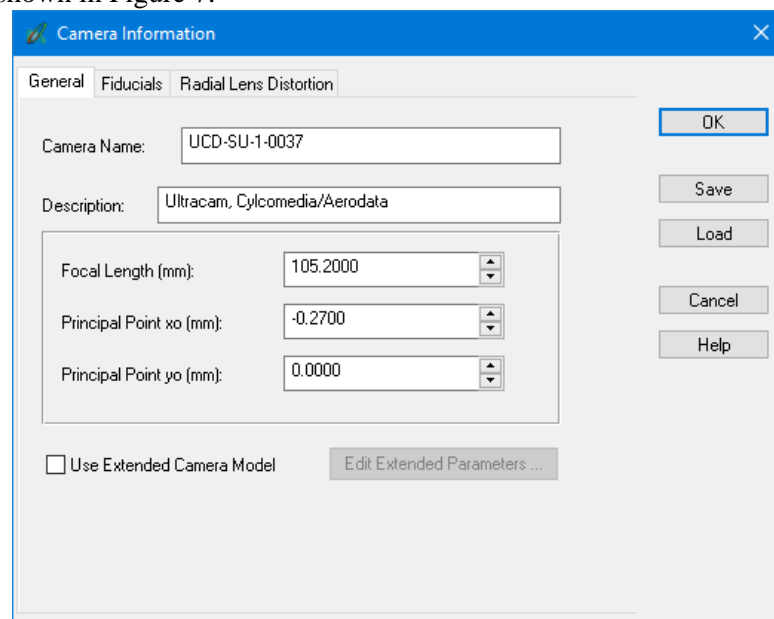 shown in Figure 7.
Camera Information
General Fiducials Radial Lens Distortion
OK
Camera Name: UCD-SU-1-0037
Save
Description: Ultracam, Cylcomedia/Aerodata
Load
Focal Length (mm): 105.2000
Cancel
Principal Point xo (mm): -0.2700
Help
Principal Point yo (mm): 0.0000
Use Extended Camera Model Edit Extended Parameters ...